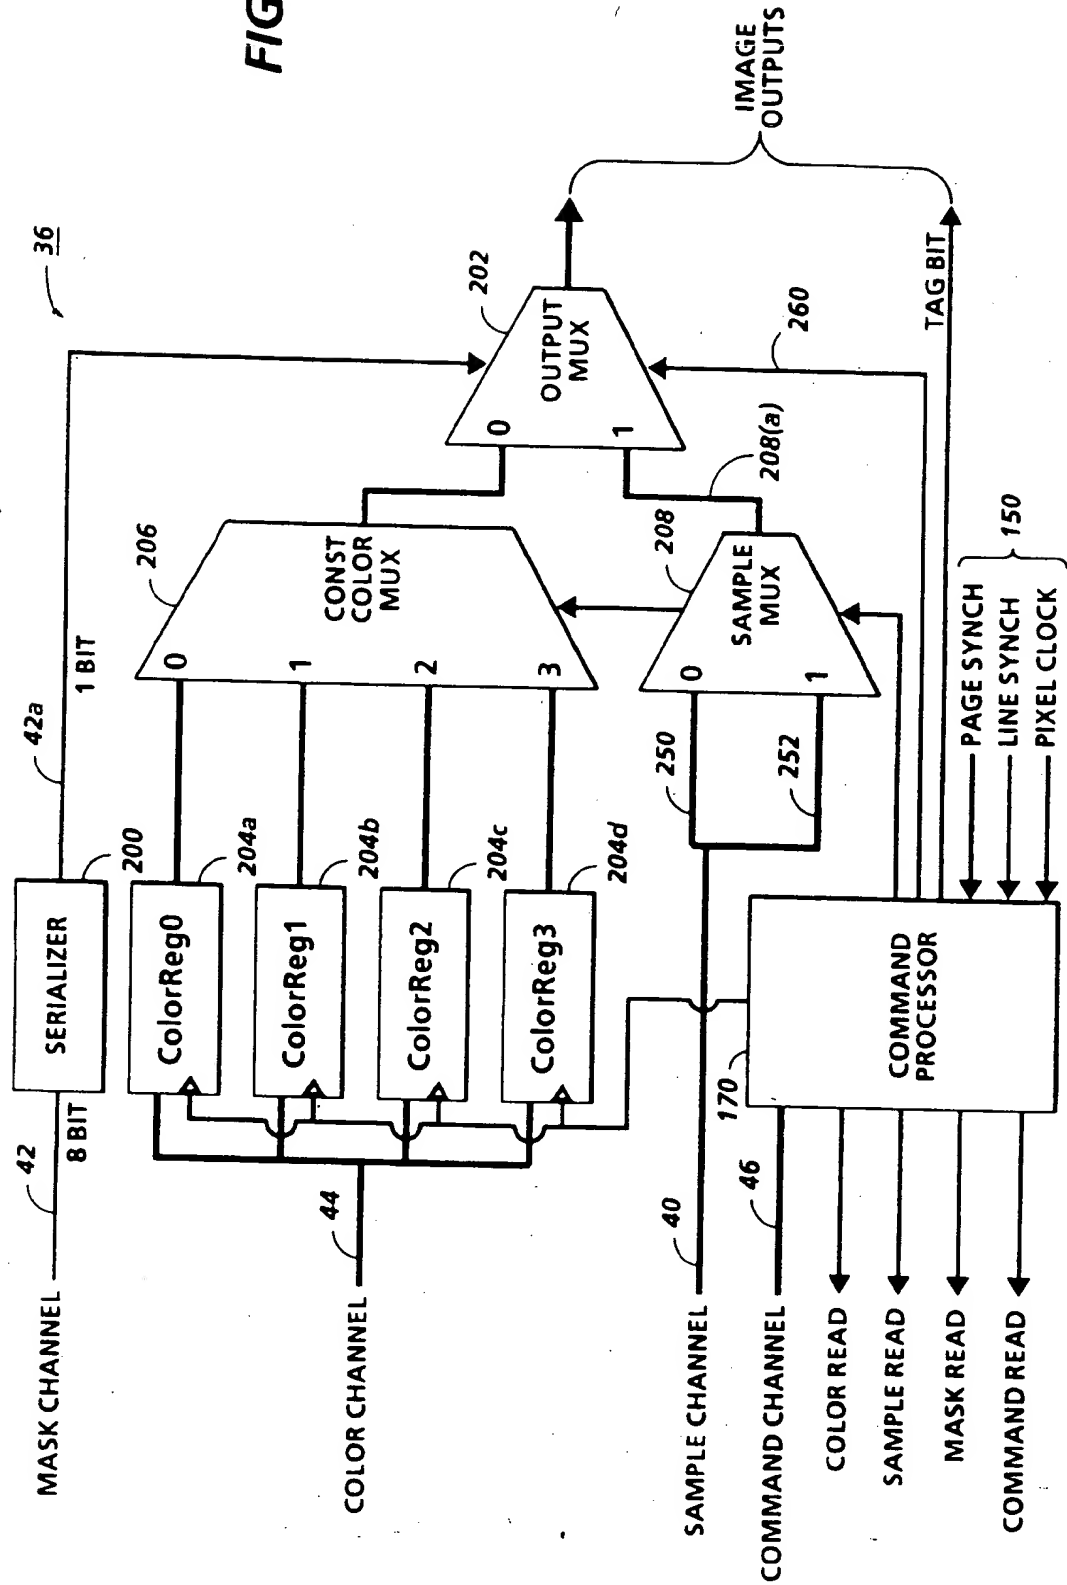 FIG
36
MASK CHANNEL
42
8 BIT
SERIALIZER
200
42a
1 BIT
COLOR CHANNEL
44
ColorReg0
204a
ColorReg1
204b
ColorReg2
204c
ColorReg3
204d
0
1
2
3
CONST
COLOR
MUX
206
SAMPLE CHANNEL
40
250
252
0
1
SAMPLE
MUX
208
208(a)
0
1
OUTPUT
MUX
202
260
IMAGE
OUTPUTS
TAG BIT
COMMAND CHANNEL
46
170
COMMAND
PROCESSOR
COLOR READ
SAMPLE READ
MASK READ
COMMAND READ
PAGE SYNCH
LINE SYNCH
PIXEL CLOCK
150